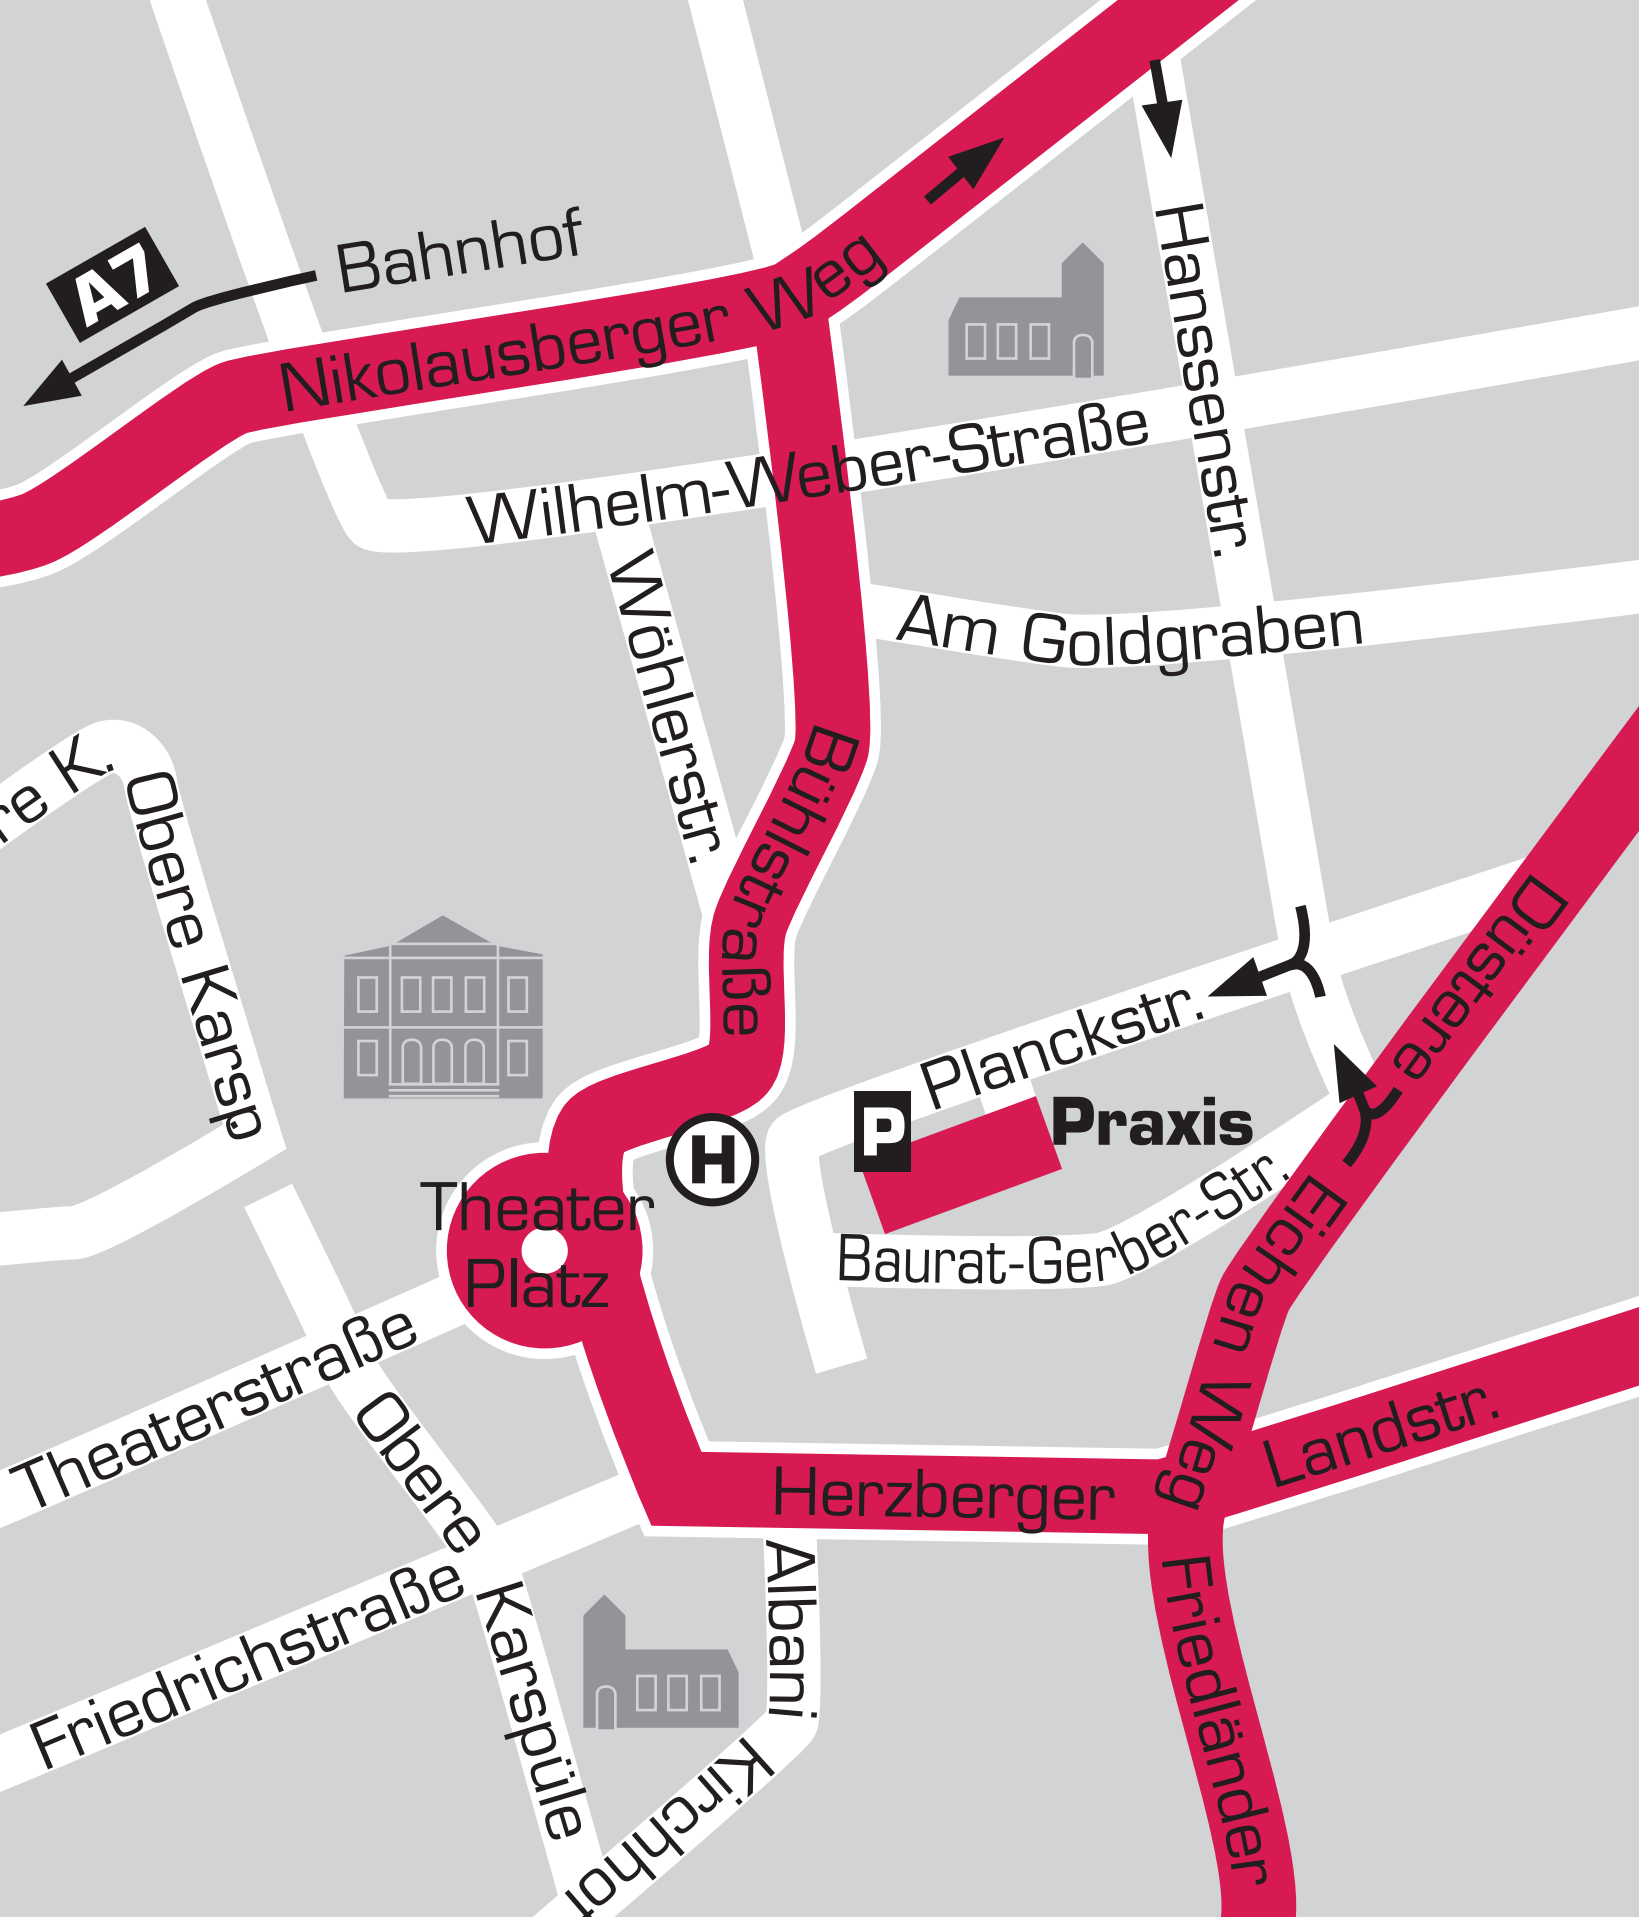 A7
Bahnhof
Nikolausberger Weg
Hanssenstr.
Wilhelm-Weber-Straße
Wöhlerstr.
Am Goldgraben
re K.
Obere Karsp.
Bühlstraße
Düstere
Eichen Weg
Planckstr.
P
Praxis
H
Theater
Platz
Baurat-Gerber-Str.
Theaterstraße
Obere Karspüle
Herzberger
Landstr.
Friedrichstraße
Albani
Kirchhof
Friedländer